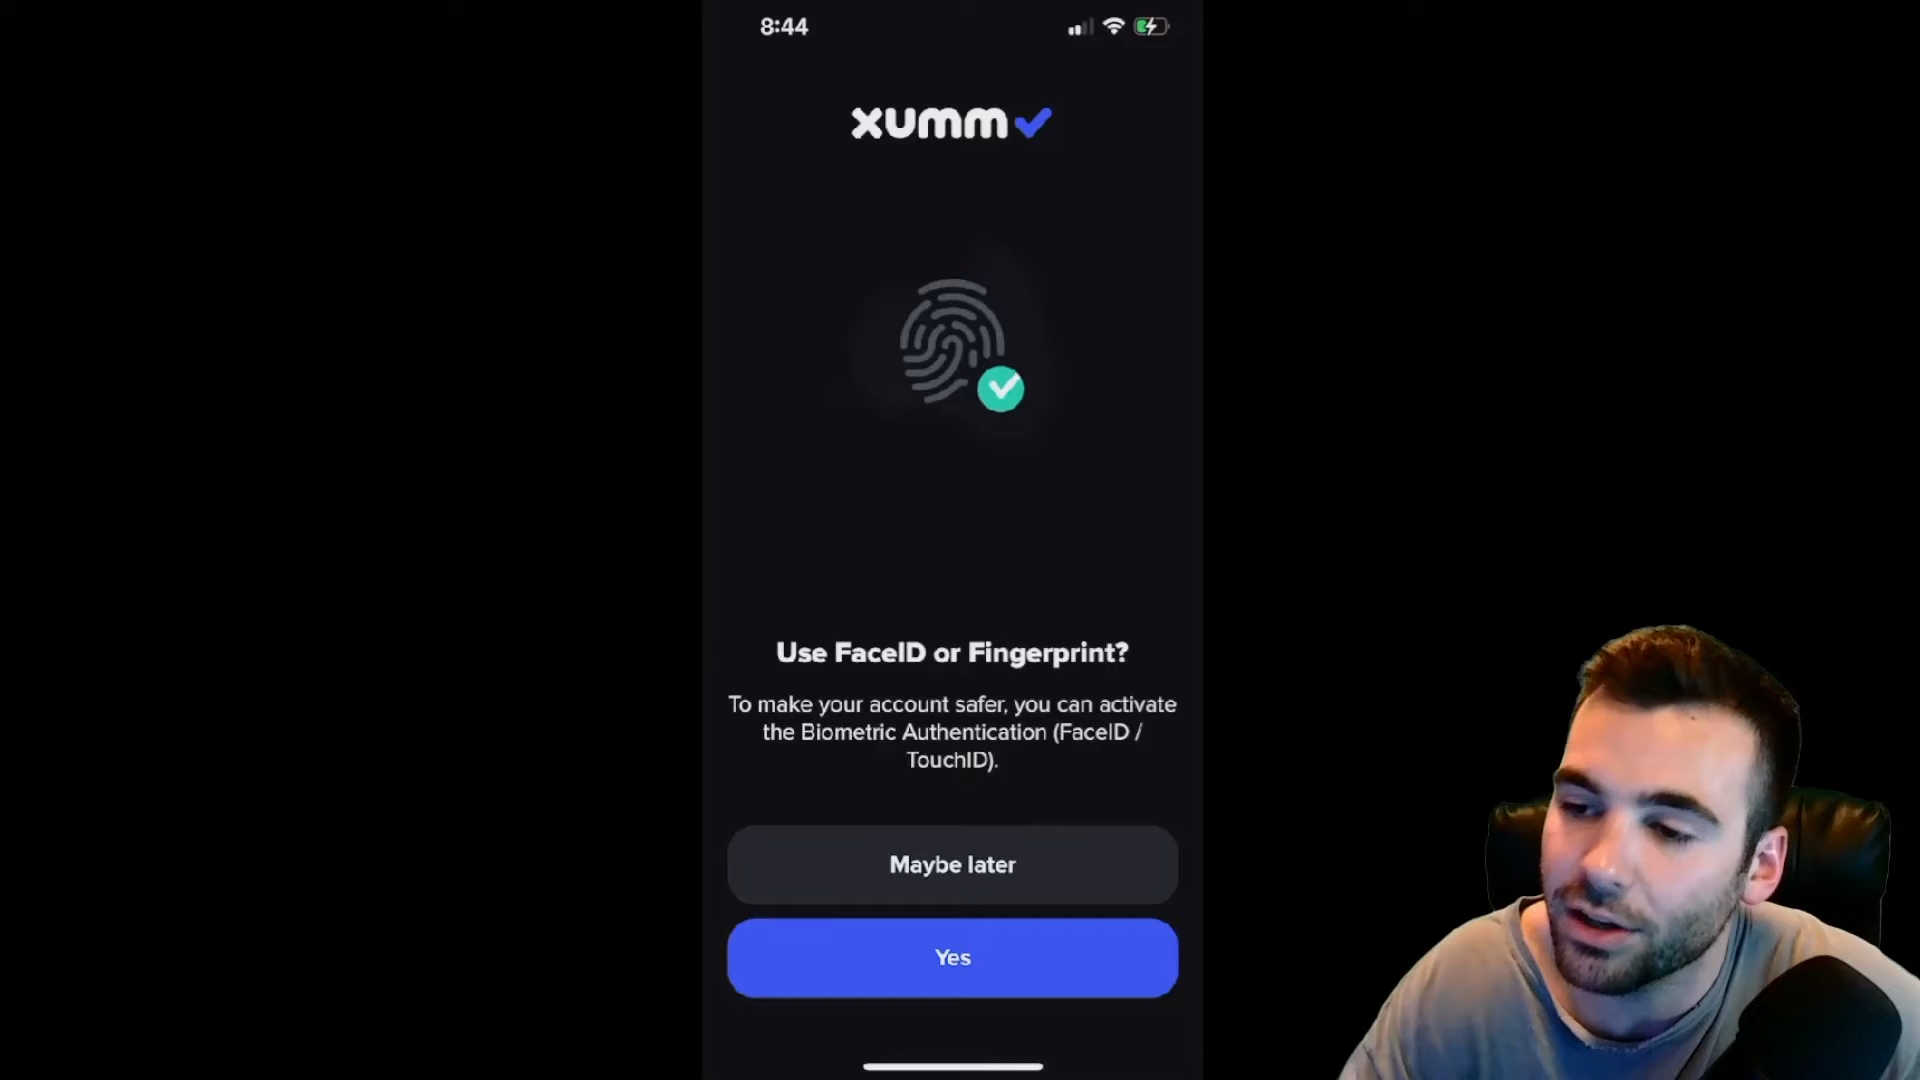 8:44
xumm
Use FaceID or Fingerprint?
To make your account safer, you can activate
the Biometric Authentication (FaceID /
TouchID).
Maybe later
Yes